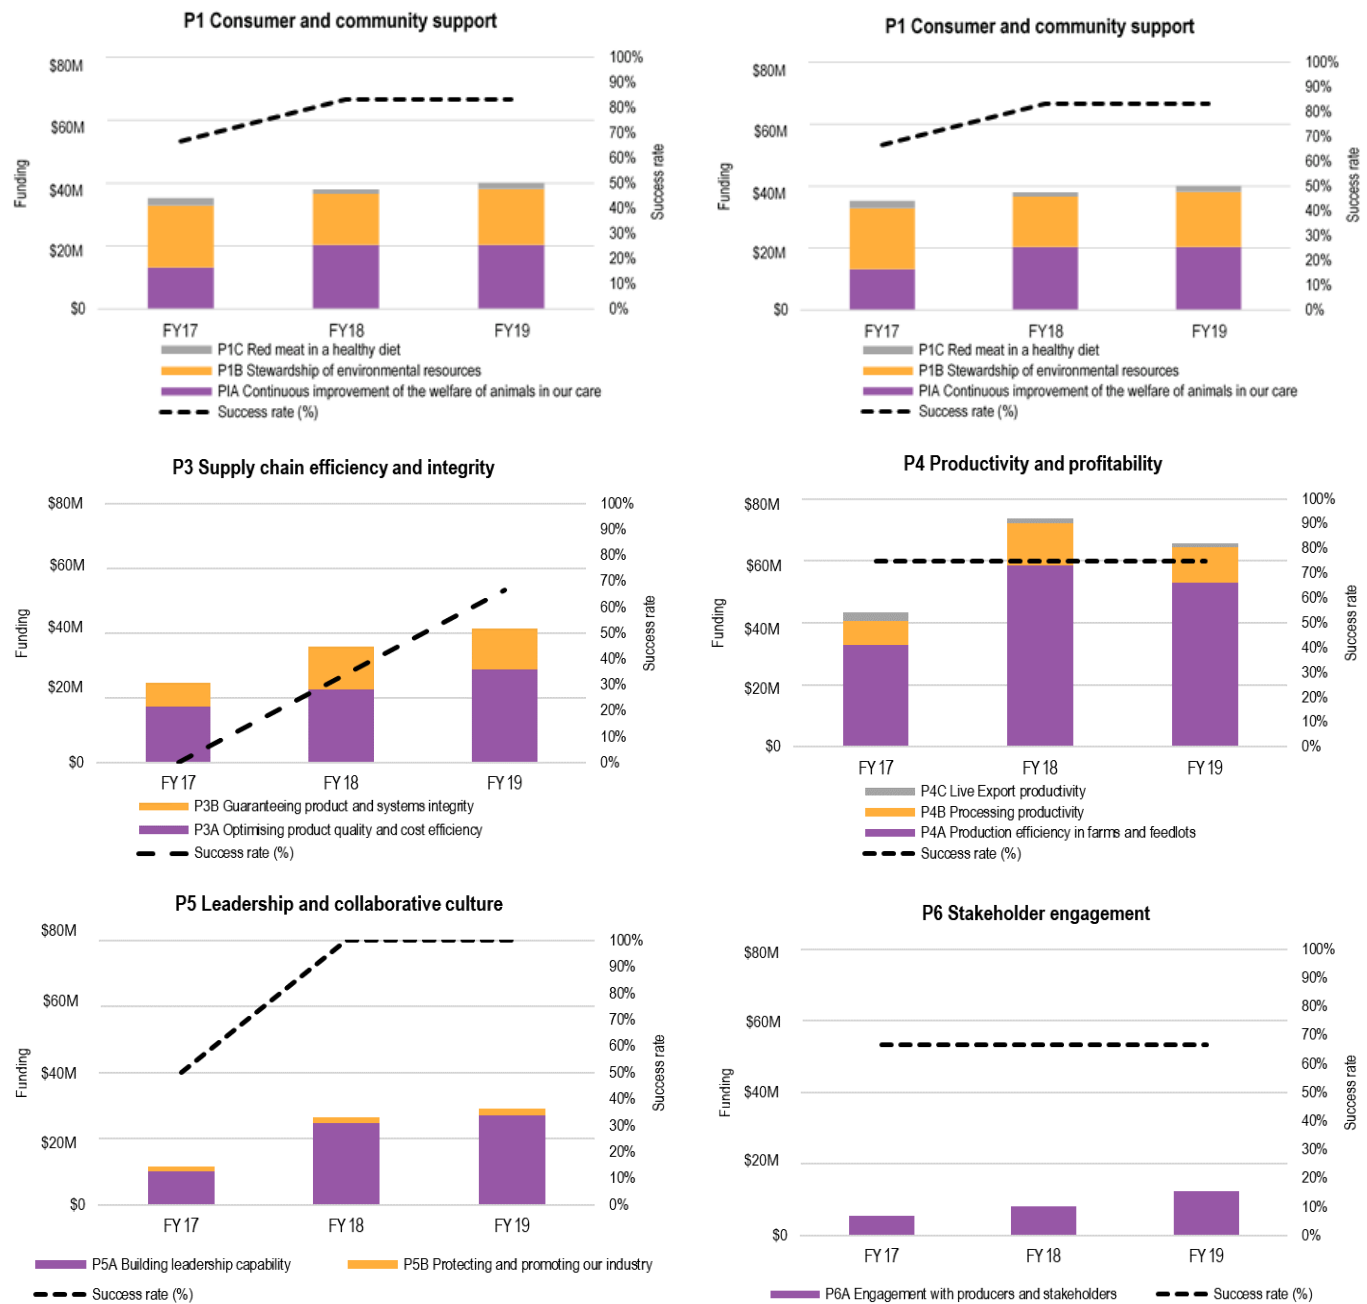 P1 Consumer and community support
$80M
$60M
$40M
$20M
$0
Funding
100%
90%
80%
70%
60%
50%
40%
30%
20%
10%
0%
Success rate
FY17
FY18
FY19
P1C Red meat in a healthy diet
P1B Stewardship of environmental resources
PIA Continuous improvement of the welfare of animals in our care
Success rate (%)
P1 Consumer and community support
$80M
$60M
$40M
$20M
$0
Funding
100%
90%
80%
70%
60%
50%
40%
30%
20%
10%
0%
Success rate
FY17
FY18
FY19
P1C Red meat in a healthy diet
P1B Stewardship of environmental resources
PIA Continuous improvement of the welfare of animals in our care
Success rate (%)
P3 Supply chain efficiency and integrity
$80M
$60M
$40M
$20M
$0
Funding
100%
90%
80%
70%
60%
50%
40%
30%
20%
10%
0%
Success rate
FY 17
FY 18
FY 19
P3B Guaranteeing product and systems integrity
P3A Optimising product quality and cost efficiency
Success rate (%)
P4 Productivity and profitability
$80M
$60M
$40M
$20M
$0
Funding
100%
90%
80%
70%
60%
50%
40%
30%
20%
10%
0%
Success rate
FY 17
FY 18
FY 19
P4C Live Export productivity
P4B Processing productivity
P4A Production efficiency in farms and feedlots
Success rate (%)
P5 Leadership and collaborative culture
$80M
$60M
$40M
$20M
$0
Funding
100%
90%
80%
70%
60%
50%
40%
30%
20%
10%
0%
Success rate
FY 17
FY 18
FY 19
P5A Building leadership capability
P5B Protecting and promoting our industry
Success rate (%)
P6 Stakeholder engagement
$80M
$60M
$40M
$20M
$0
Funding
100%
90%
80%
70%
60%
50%
40%
30%
20%
10%
0%
Success rate
FY 17
FY 18
FY 19
P6A Engagement with producers and stakeholders
Success rate (%)